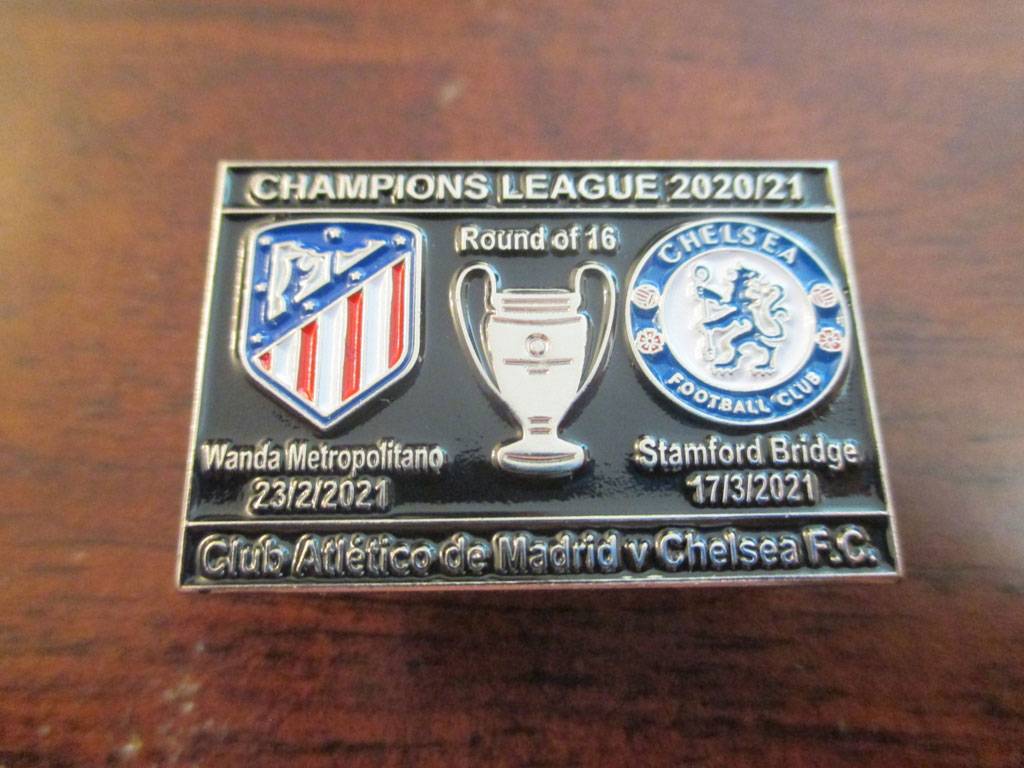 CHAMPIONS LEAGUE 2020/21
Round of 16
CHELSEA
FOOTBALL CLUB
Wanda Metropolitano
23/2/2021
Stamford Bridge
17/3/2021
Club Atlético de Madrid v Chelsea F.C.